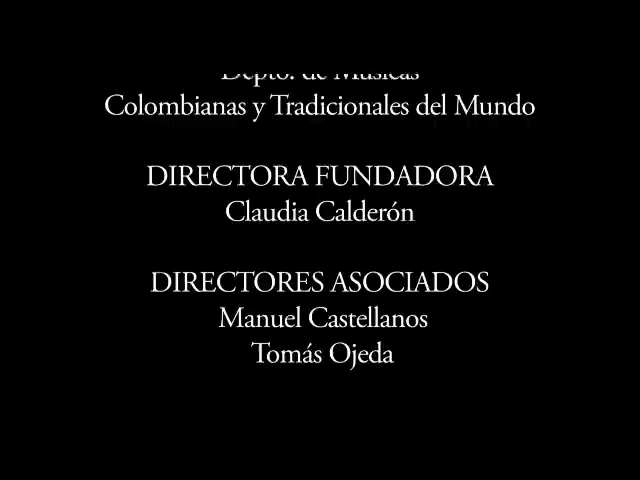 Depto. de Músicas
Colombianas y Tradicionales del Mundo
DIRECTORA FUNDADORA
Claudia Calderón
DIRECTORES ASOCIADOS
Manuel Castellanos
Tomás Ojeda